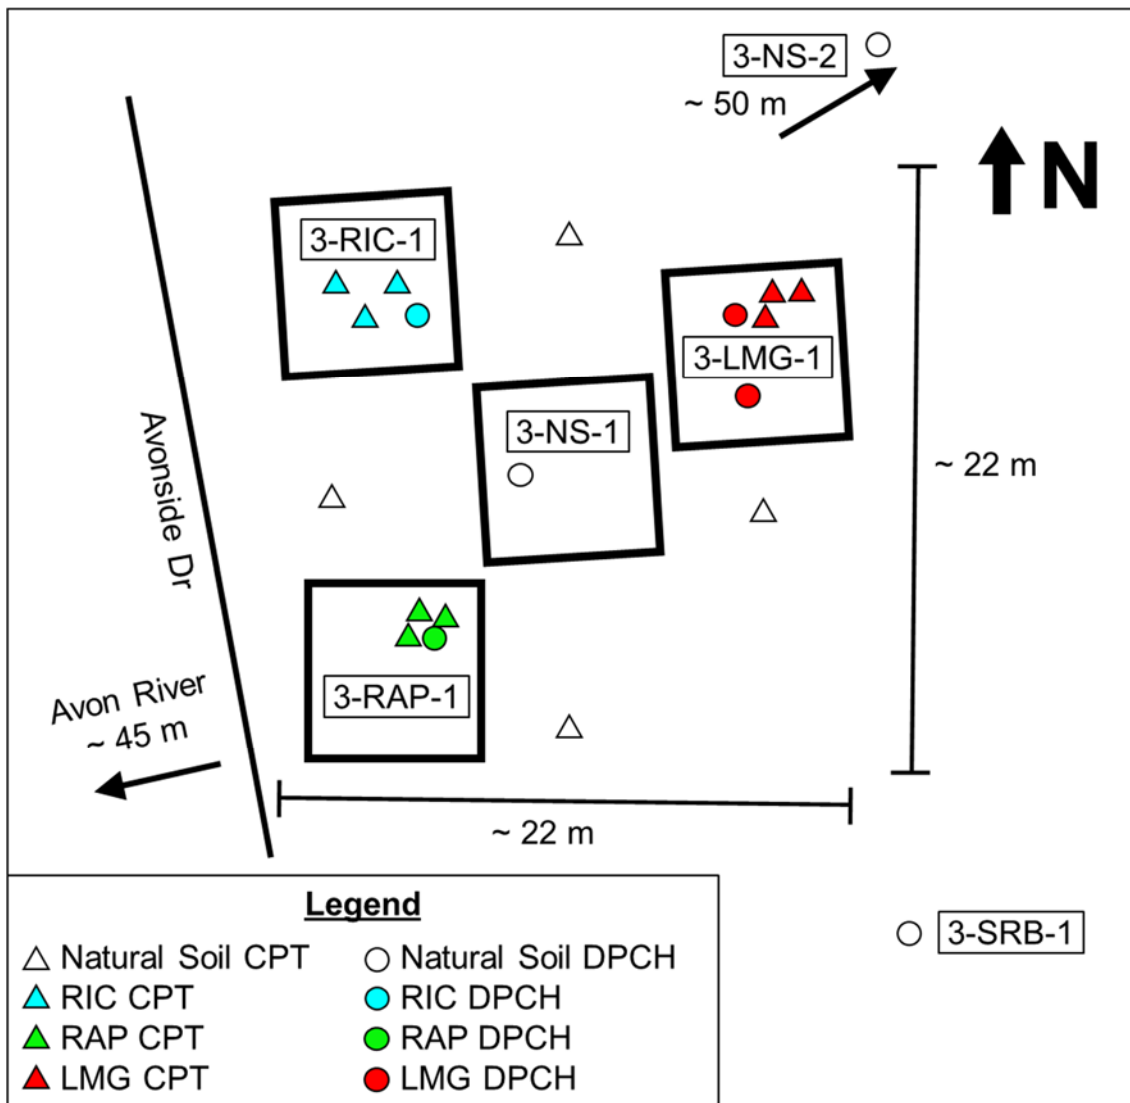 3-NS-2
~ 50 m
N
3-RIC-1
3-LMG-1
3-NS-1
~ 22 m
Avonside Dr
3-RAP-1
Avon River
~ 45 m
~ 22 m
Legend
Natural Soil CPT
Natural Soil DPCH
RIC CPT
RIC DPCH
RAP CPT
RAP DPCH
LMG CPT
LMG DPCH
3-SRB-1